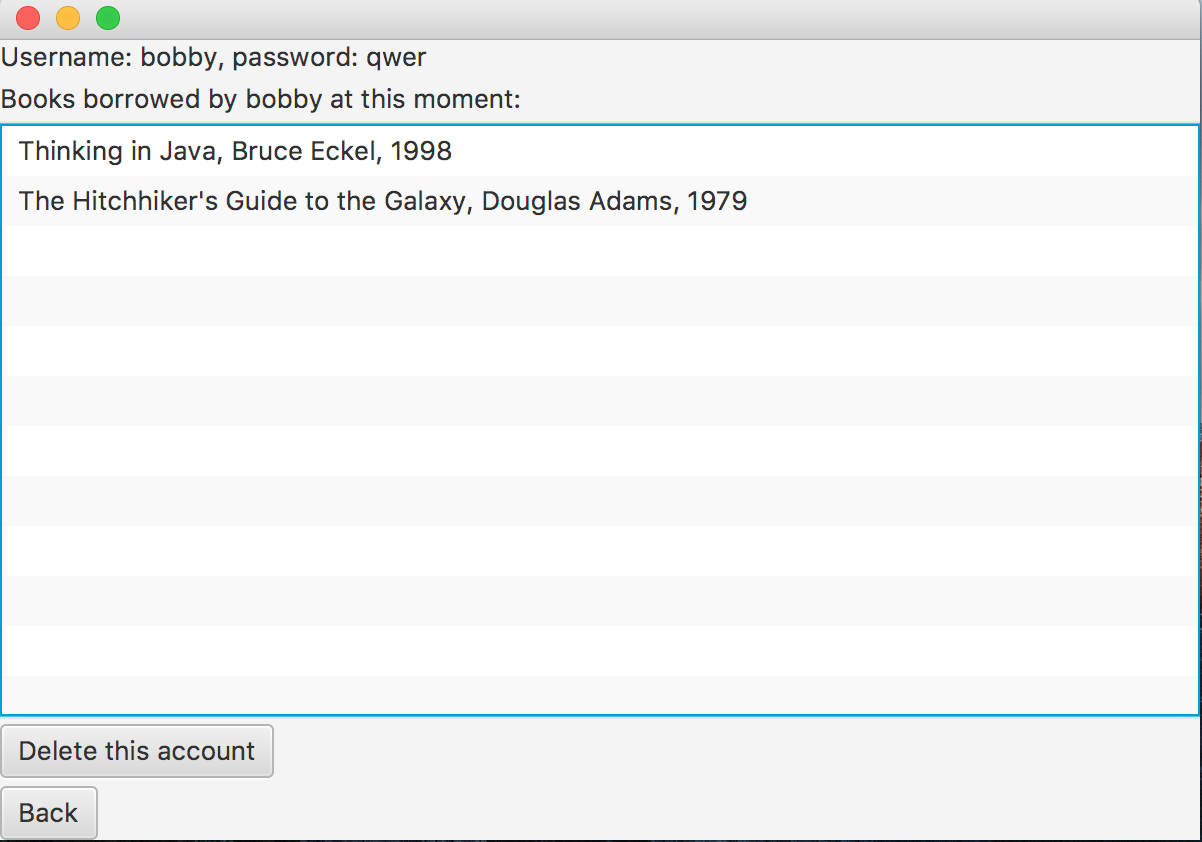 Username: bobby, password: qwer
Books borrowed by bobby at this moment:
Thinking in Java, Bruce Eckel, 1998
The Hitchhiker's Guide to the Galaxy, Douglas Adams, 1979
Delete this account
Back